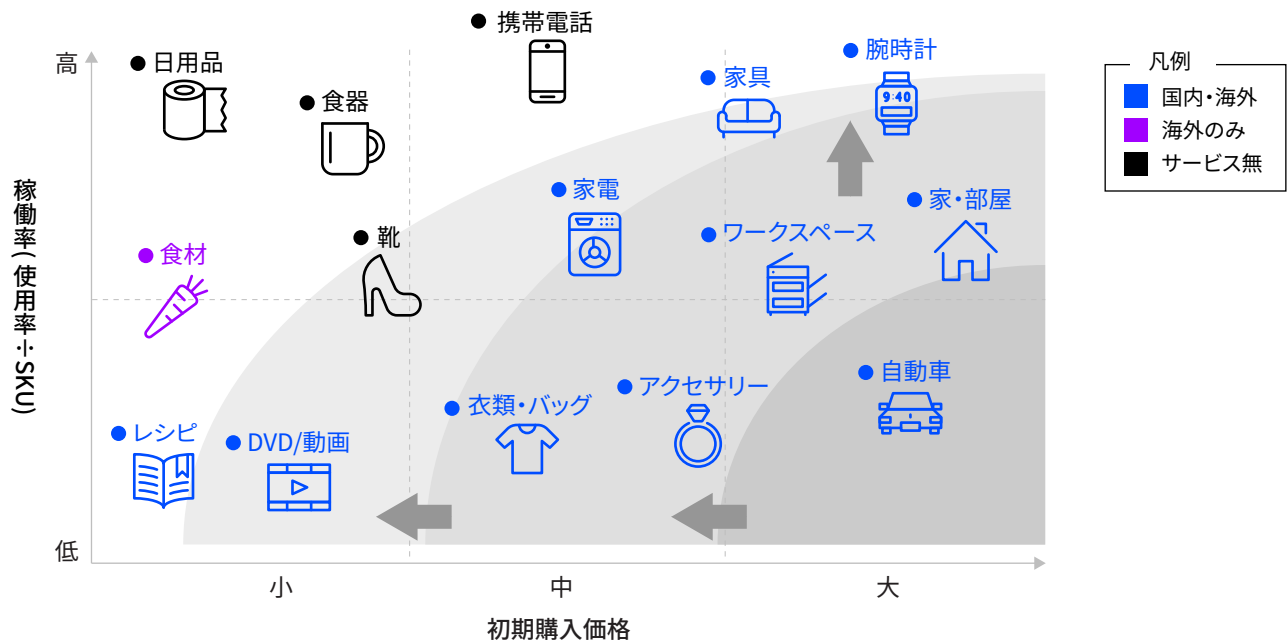 携帯電話
腕時計
高
日用品
家具
食器
9:40
凡例
国内・海外
海外のみ
サービス無
家電
家・部屋
ワークスペース
靴
食材
稼働率(使用率÷SKU)
自動車
アクセサリー
衣類・バッグ
レシピ
DVD/動画
低
小
中
大
初期購入価格